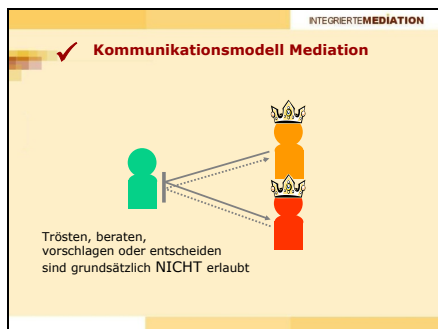 INTEGRIERTEMEDIATION
Kommunikationsmodell Mediation
Trösten, beraten,
vorschlagen oder entscheiden
sind grundsätzlich NICHT erlaubt